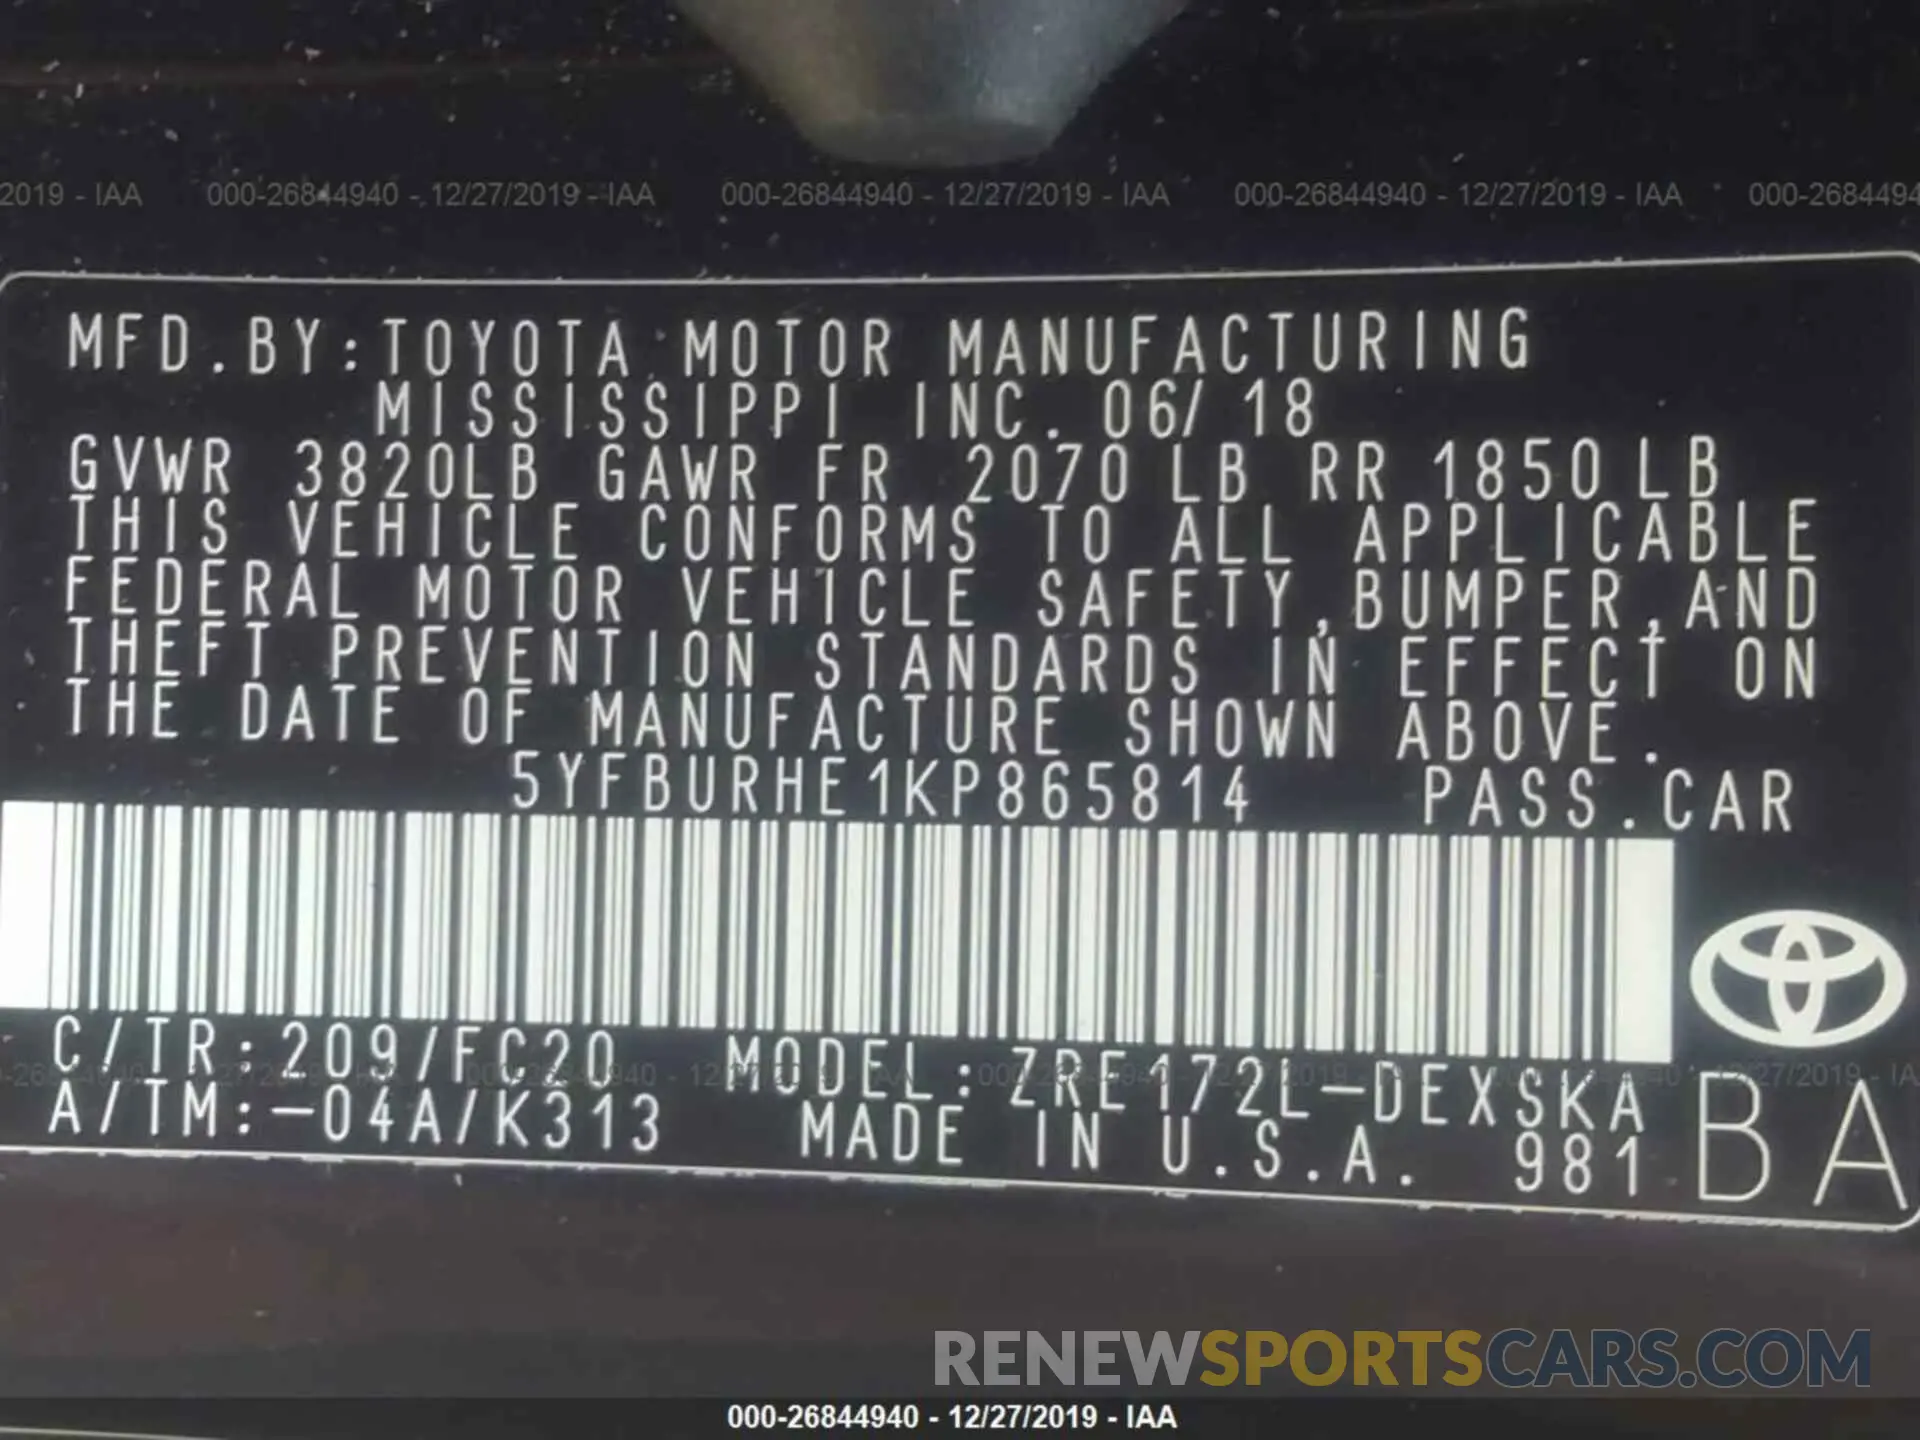 2019 - IAA 000-26844940 - 12/27/2019 - IAA 000-26844940 - 12/27/2019 - IAA 000-26844940 - 12/27/2019 - IAA 000-2684494
MFD.BY:TOYOTA MOTOR MANUFACTURING
MISSISSIPPI INC. 06/18
GVWR 3820LB GAWR FR 2070LB RR 1850LB
THIS VEHICLE CONFORMS TO ALL APPLICABLE
FEDERAL MOTOR VEHICLE SAFETY,BUMPER,AND
THEFT PREVENTION STANDARDS IN EFFECT ON
THE DATE OF MANUFACTURE SHOWN ABOVE.
5YFBURHE1KP865814 PASS.CAR
C/TR:209/FC20 MODEL:ZRE172L-DEXSKA
A/TM:-04A/K313 MADE IN U.S.A. 981 BA
RENEWSPORTSCARS.COM
000-26844940 - 12/27/2019 - IAA